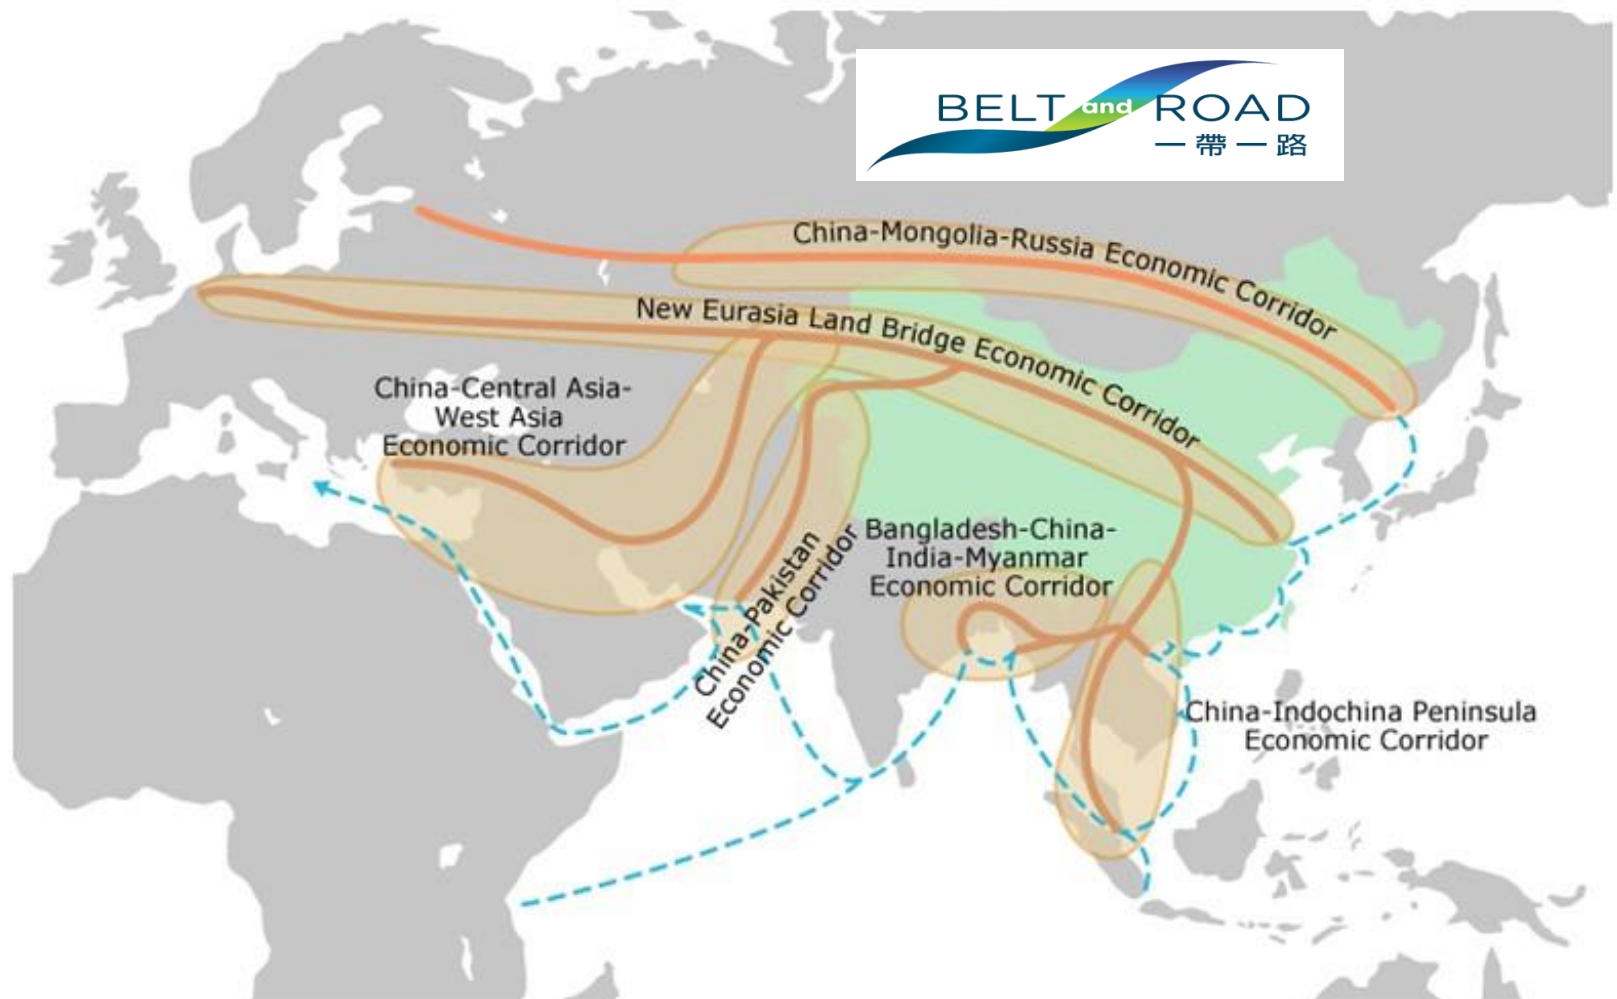 BELT and ROAD
一帶一路
China-Mongolia-Russia Economic Corridor
New Eurasia Land Bridge Economic Corridor
China-Central Asia-
West Asia
Economic Corridor
Bangladesh-China-
India-Myanmar
Economic Corridor
China-Pakistan
Economic Corridor
China-Indochina Peninsula
Economic Corridor